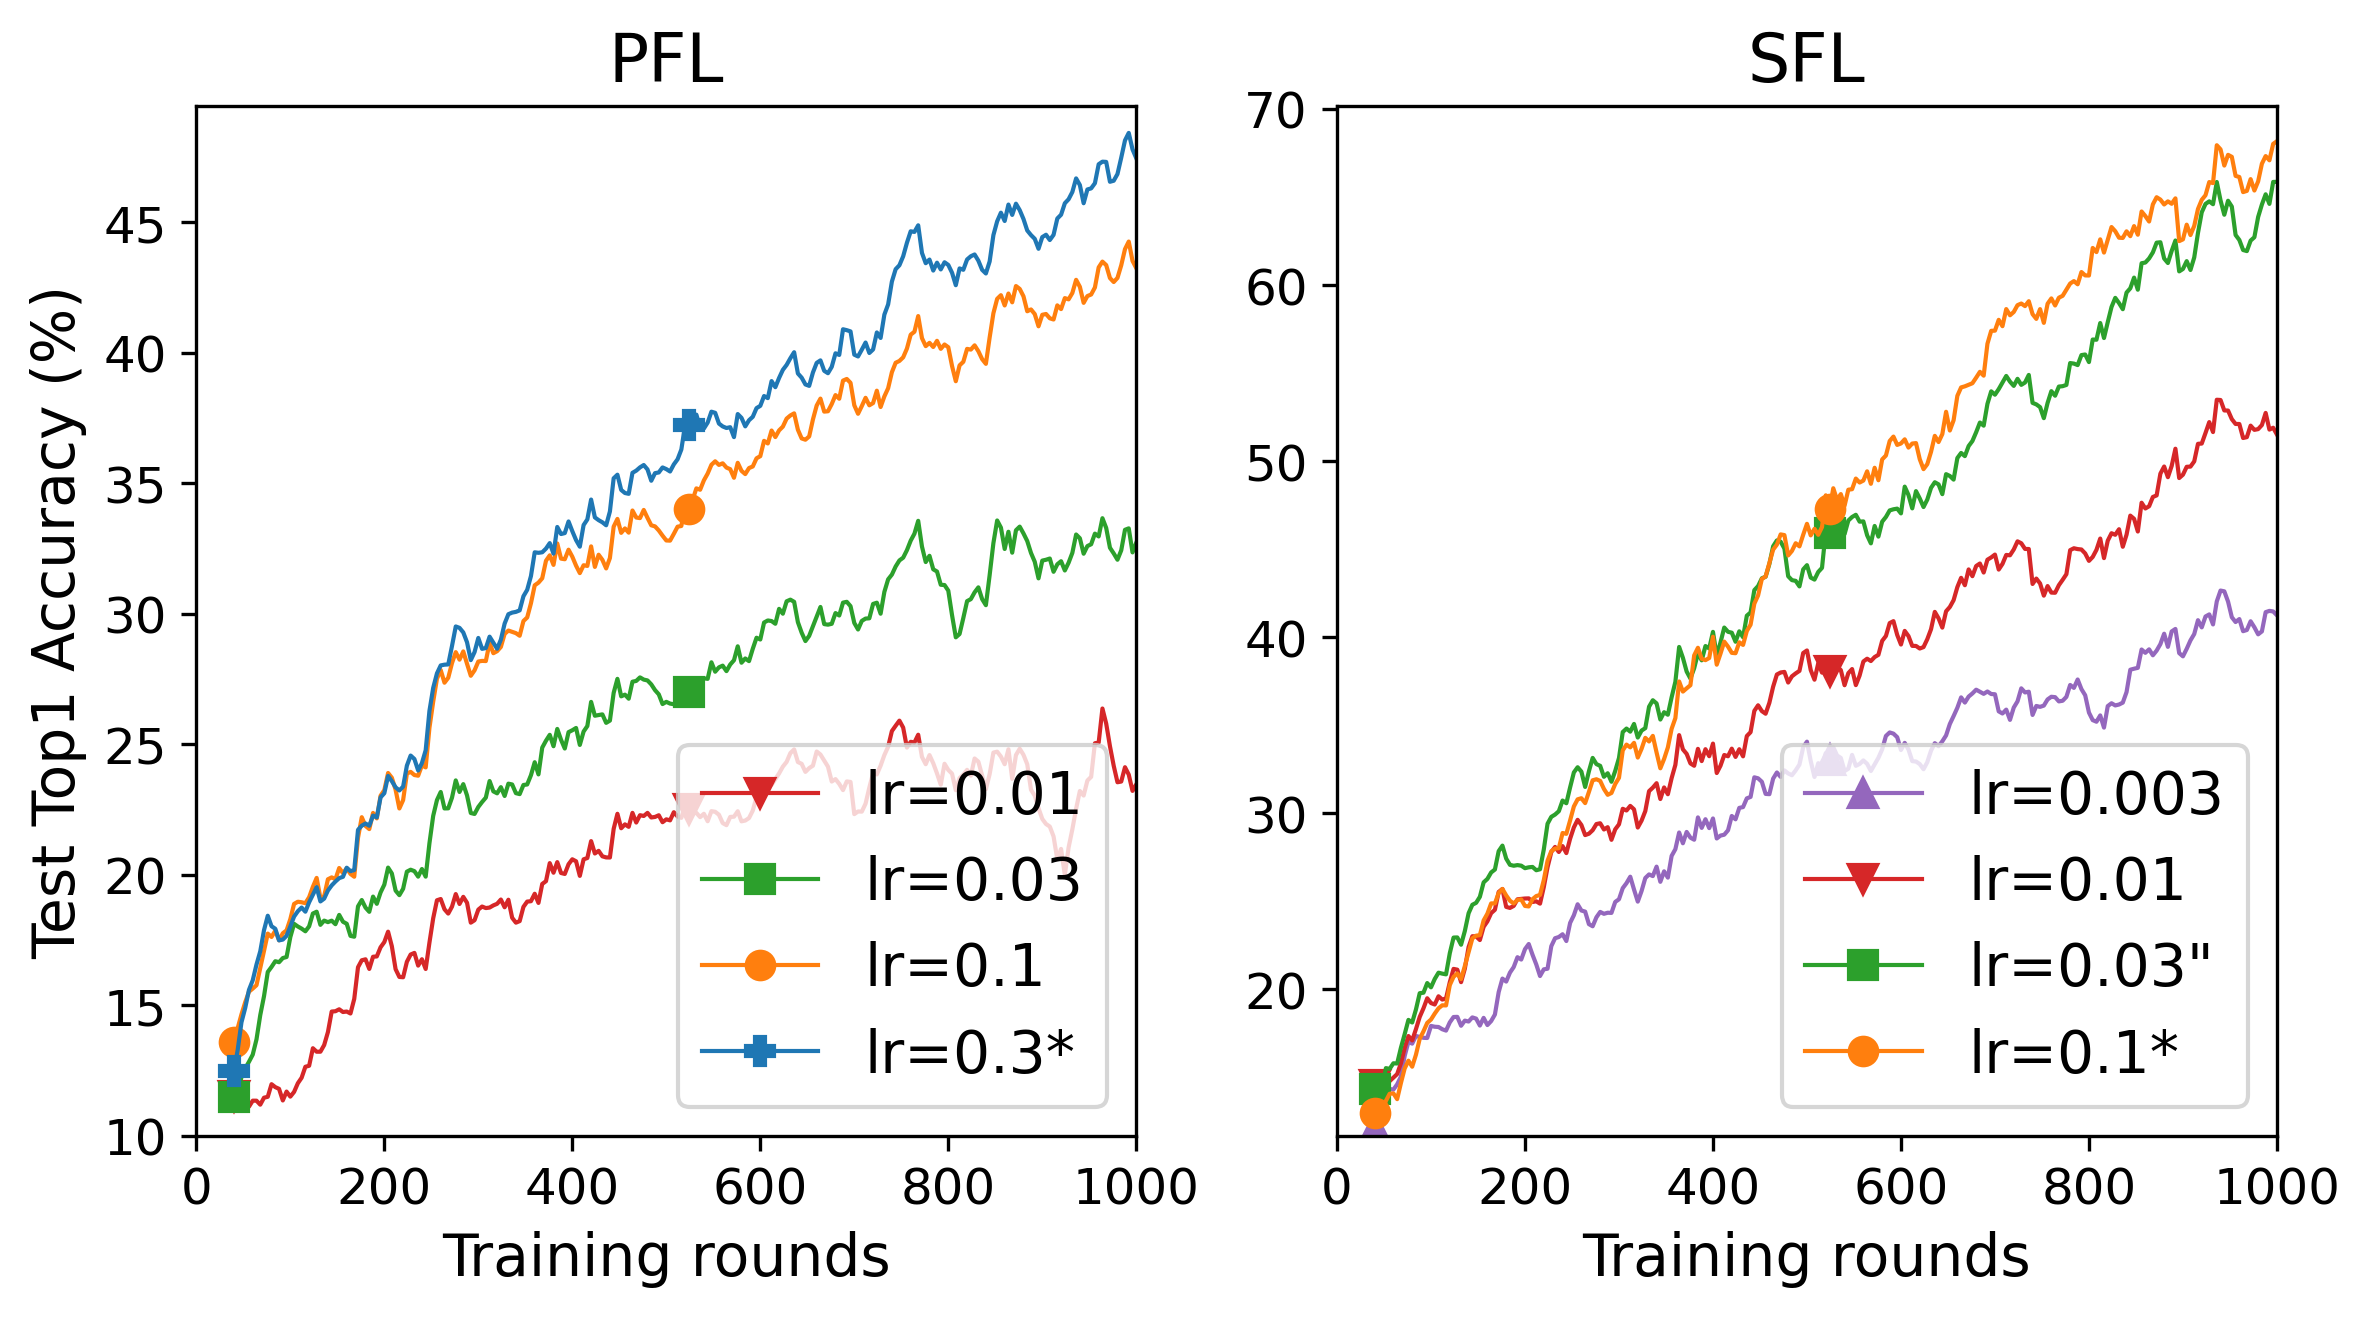 PFL
Test Top1 Accuracy (%)
45
40
35
30
25
20
15
10
0 200 400 600 800 1000
Training rounds
lr=0.01
lr=0.03
lr=0.1
lr=0.3*
SFL
70
60
50
40
30
20
0 200 400 600 800 1000
Training rounds
lr=0.003
lr=0.01
lr=0.03"
lr=0.1*